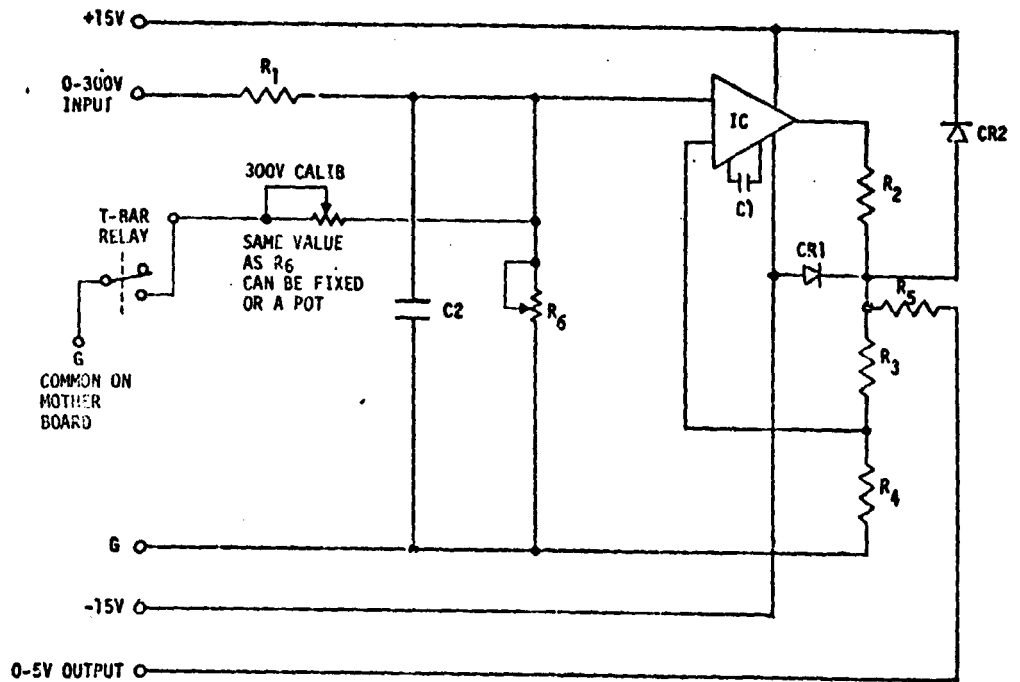 +15V
0-300V
INPUT
R1
IC
C1
R2
CR2
300V CALIB
T-BAR
RELAY
SAME VALUE
AS R6
CAN BE FIXED
OR A POT
CR1
R5
C2
R6
R3
G
COMMON ON
MOTHER
BOARD
R4
G
-15V
0-5V OUTPUT